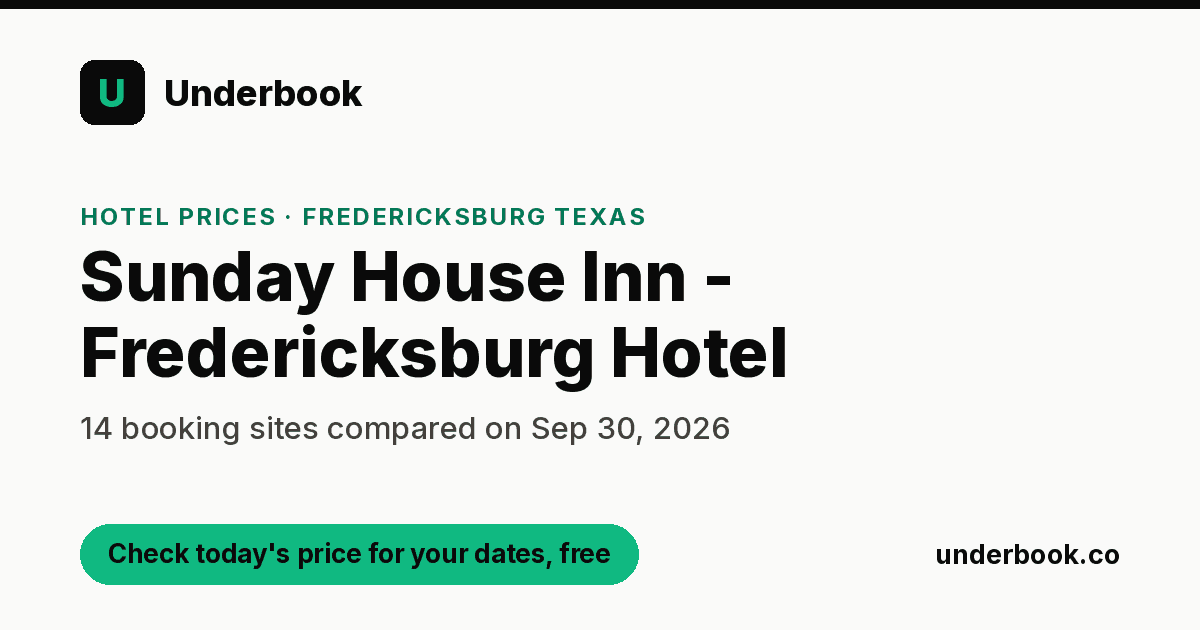 U Underbook
HOTEL PRICES · FREDERICKSBURG TEXAS
Sunday House Inn -
Fredericksburg Hotel
14 booking sites compared on Sep 30, 2026
Check today's price for your dates, free
underbook.co